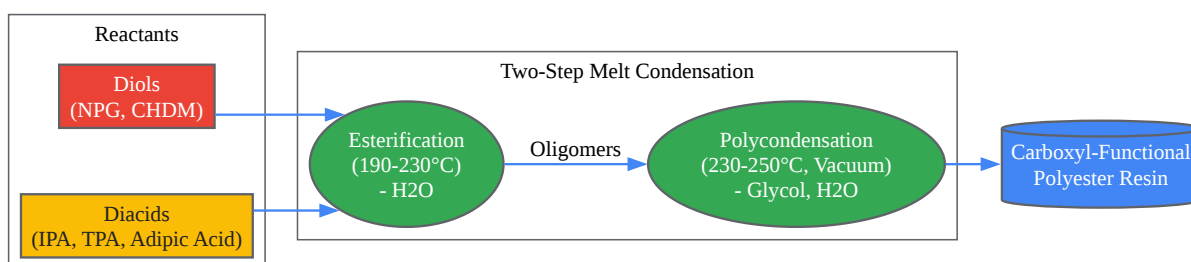 Reactants
Diols
(NPG, CHDM)
Diacids
(IPA, TPA, Adipic Acid)
Two-Step Melt Condensation
Esterification
(190-230°C)
- H2O
Oligomers
Polycondensation
(230-250°C, Vacuum)
- Glycol, H2O
Carboxyl-Functional
Polyester Resin